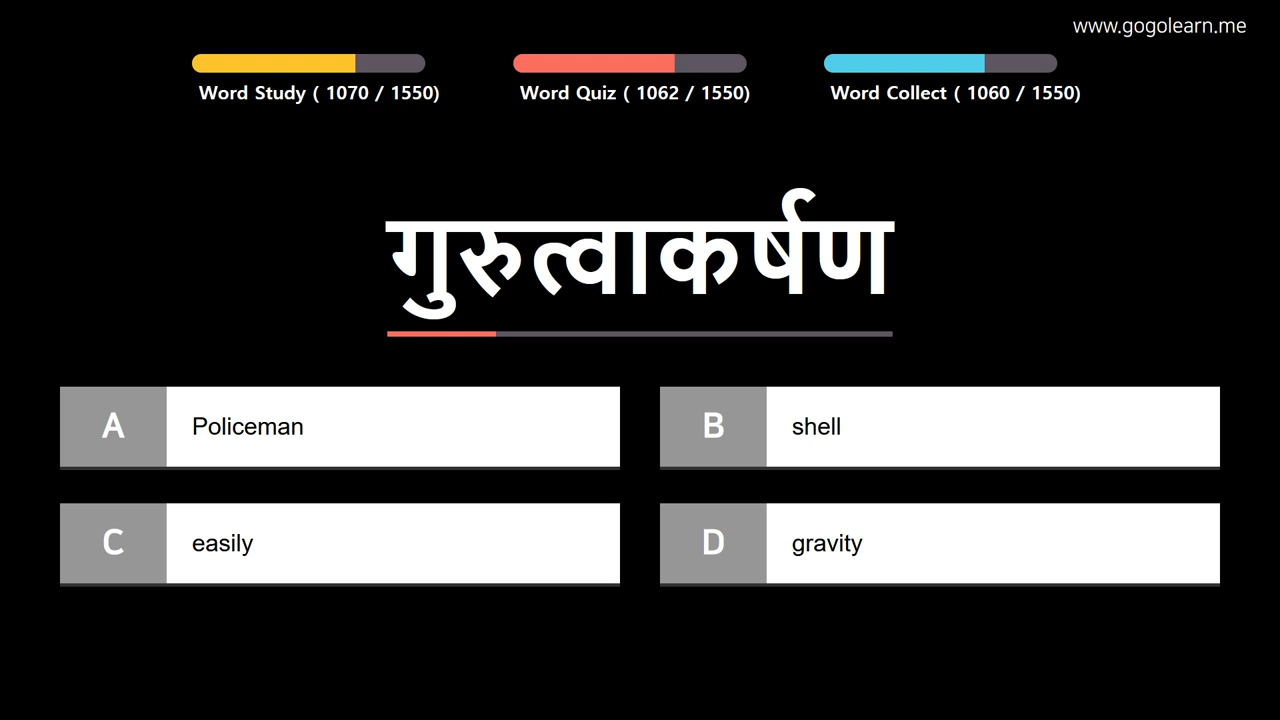 www.gogolearn.me
Word Study ( 1070 / 1550)
Word Quiz ( 1062 / 1550)
Word Collect ( 1060 / 1550)
गुरुत्वाकर्षण
A Policeman
B shell
C easily
D gravity